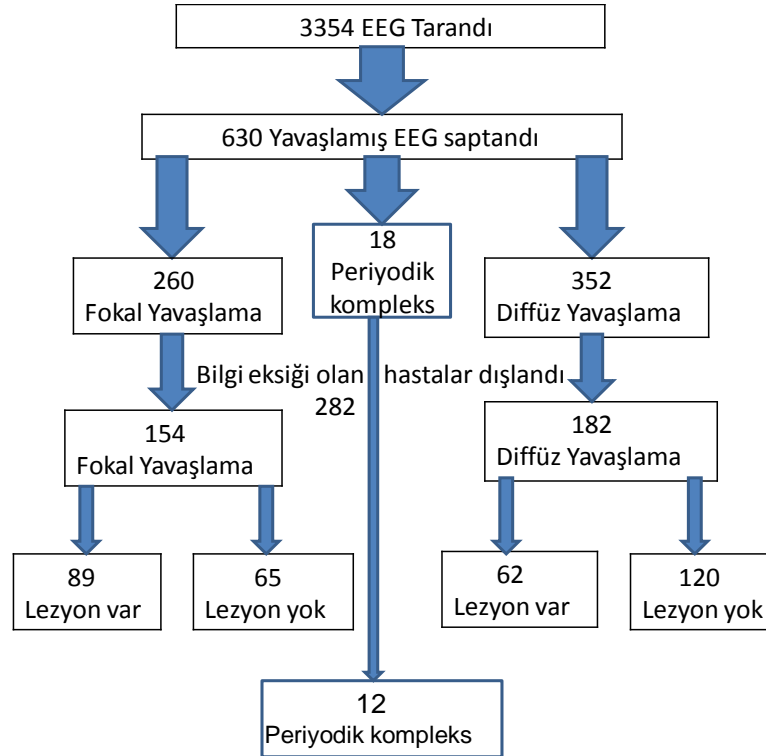 3354 EEG Tarandı
630 Yavaşlamış EEG saptandı
260
Fokal Yavaşlama
18
Periyodik
kompleks
352
Diffüz Yavaşlama
Bilgi eksiği olan hastalar dışlandı
282
154
Fokal Yavaşlama
182
Diffüz Yavaşlama
89
Lezyon var
65
Lezyon yok
62
Lezyon var
120
Lezyon yok
12
Periyodik kompleks